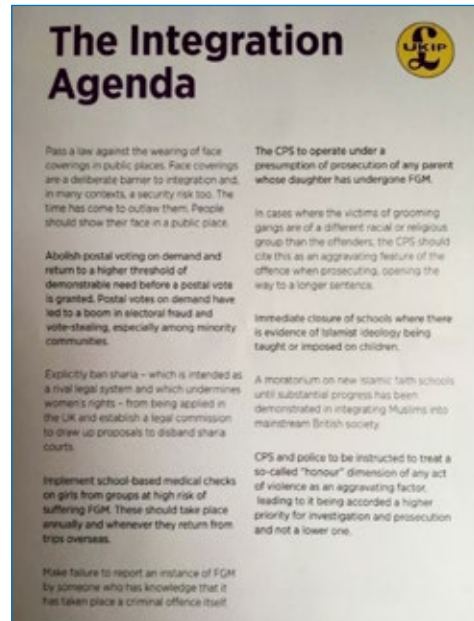 The Integration
Agenda
UKIP
£
Pass a law against the wearing of face
coverings in public places. Face coverings
are a deliberate barrier to integration and,
in many contexts, a security risk too. The
time has come to outlaw them. People
should show their face in a public place.
Abolish postal voting on demand and
return to a higher threshold of
demonstrable need before a postal vote
is granted. Postal votes on demand have
led to a boom in electoral fraud and
vote-stealing, especially among minority
communities.
Explicitly ban sharia – which is intended as
a rival legal system and which undermines
women's rights – from being applied in
the UK and establish a legal commission
to draw up proposals to disband sharia
courts.
Implement school-based medical checks
on girls from groups at high risk of
suffering FGM. These should take place
annually and whenever they return from
trips overseas.
Make failure to report an instance of FGM
by someone who has knowledge that it
has taken place a criminal offence itself.
The CPS to operate under a
presumption of prosecution of any parent
whose daughter has undergone FGM.
In cases where the victims of grooming
gangs are of a different racial or religious
group than the offenders, the CPS should
cite this as an aggravating feature of the
offence when prosecuting, opening the
way to a longer sentence.
Immediate closure of schools where there
is evidence of Islamist ideology being
taught or imposed on children.
A moratorium on new Islamic faith schools
until substantial progress has been
demonstrated in integrating Muslims into
mainstream British society.
CPS and police to be instructed to treat a
so-called "honour" dimension of any act
of violence as an aggravating factor,
leading to it being accorded a higher
priority for investigation and prosecution
and not a lower one.